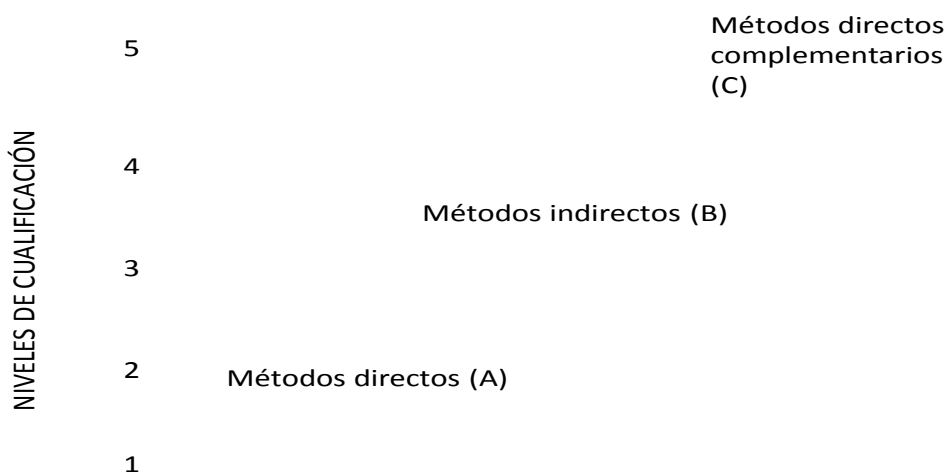 NIVELES DE CUALIFICACIÓN
5
Métodos directos
complementarios
(C)
4
Métodos indirectos (B)
3
2
Métodos directos (A)
1